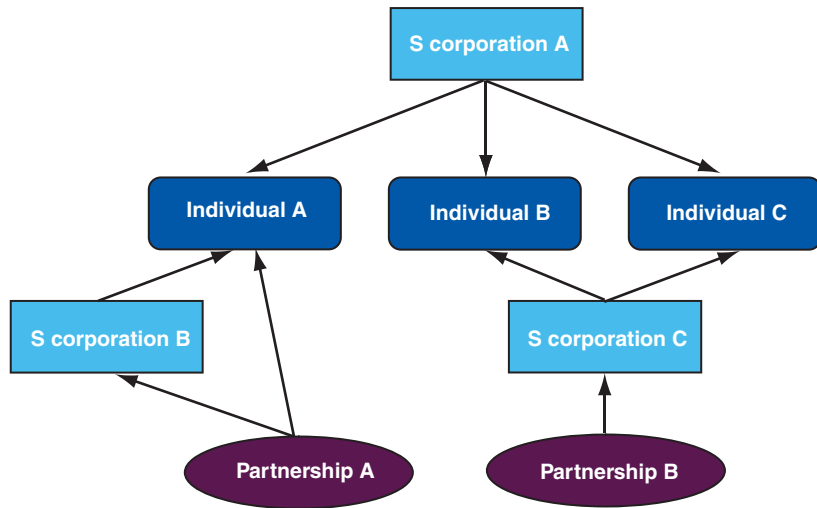 S corporation A
Individual A
Individual B
Individual C
S corporation B
S corporation C
Partnership A
Partnership B